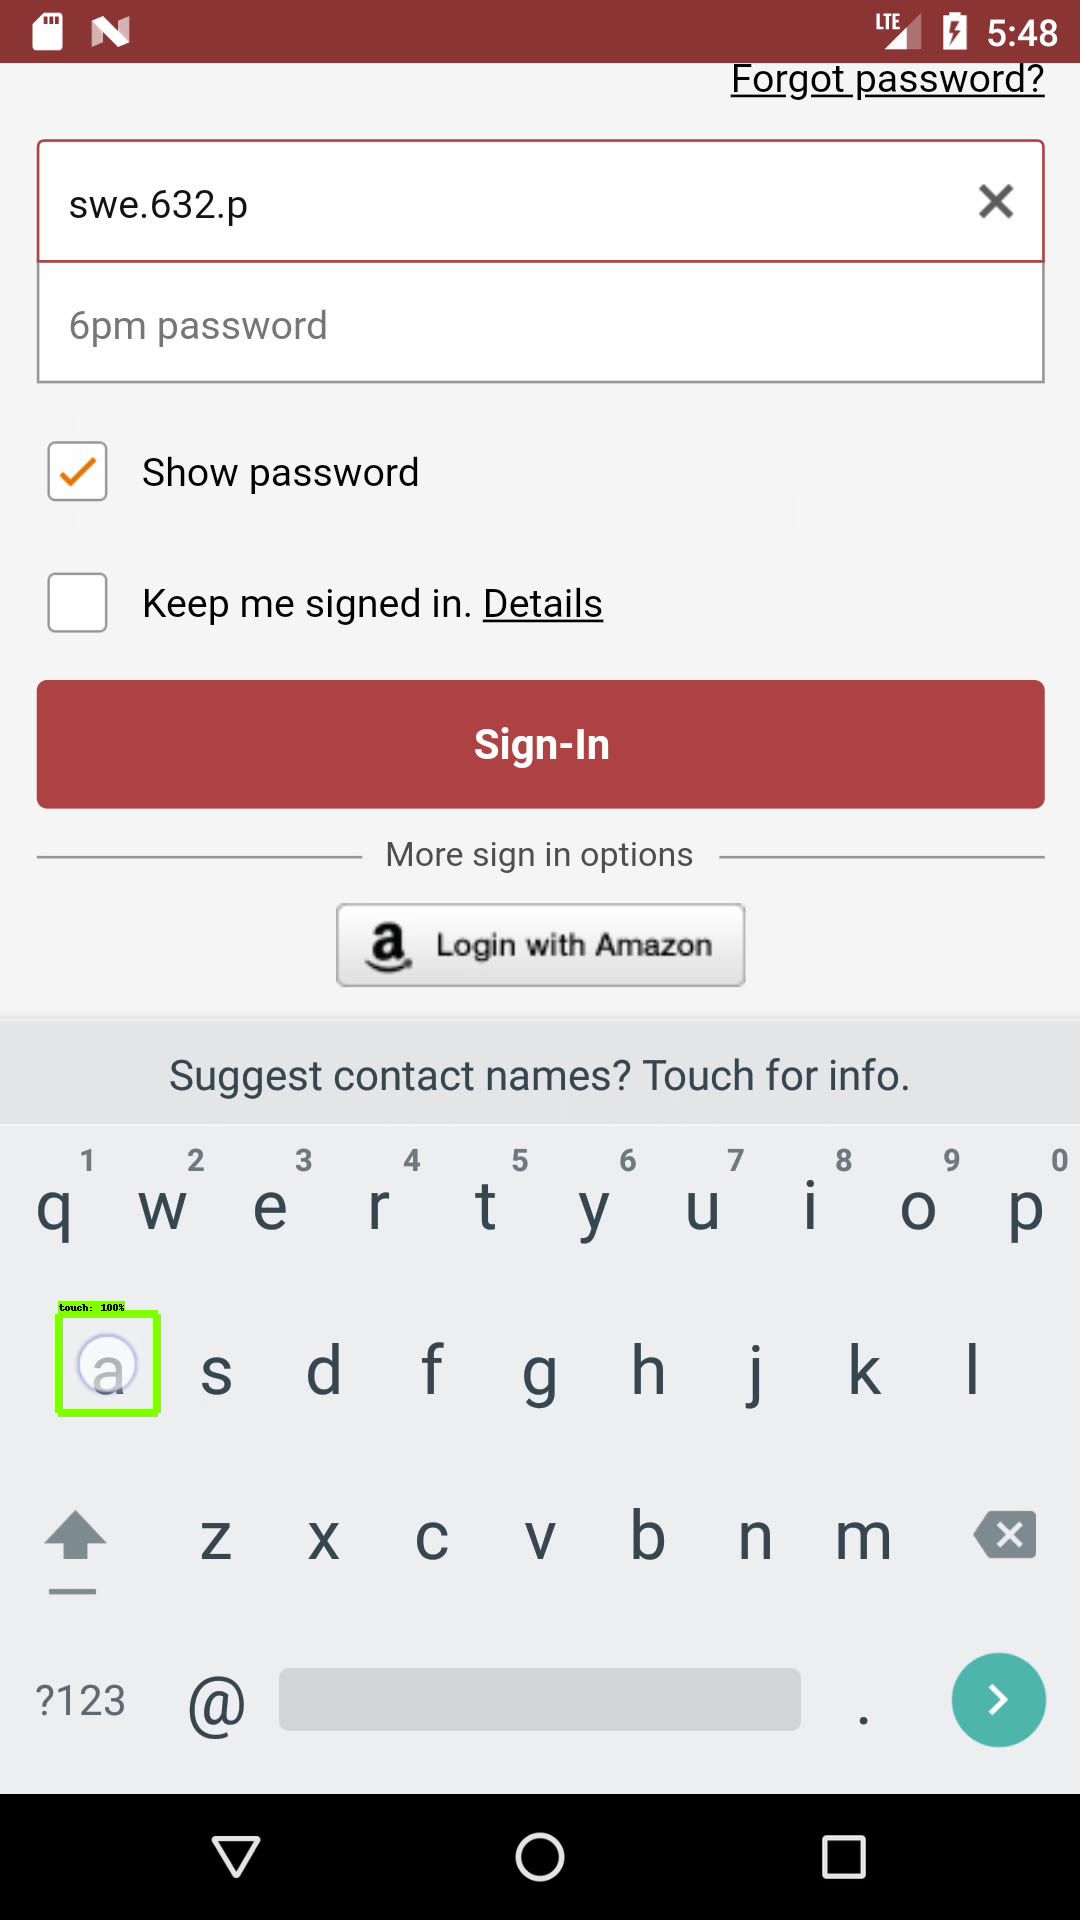 LTE 5:48
Forgot password?
swe.632.p
6pm password
Show password
Keep me signed in. Details
Sign-In
More sign in options
a Login with Amazon
Suggest contact names? Touch for info.
1 2 3 4 5 6 7 8 9 0
q w e r t y u i o p
touch: 100%
a s d f g h j k l
z x c v b n m
?123 @ .